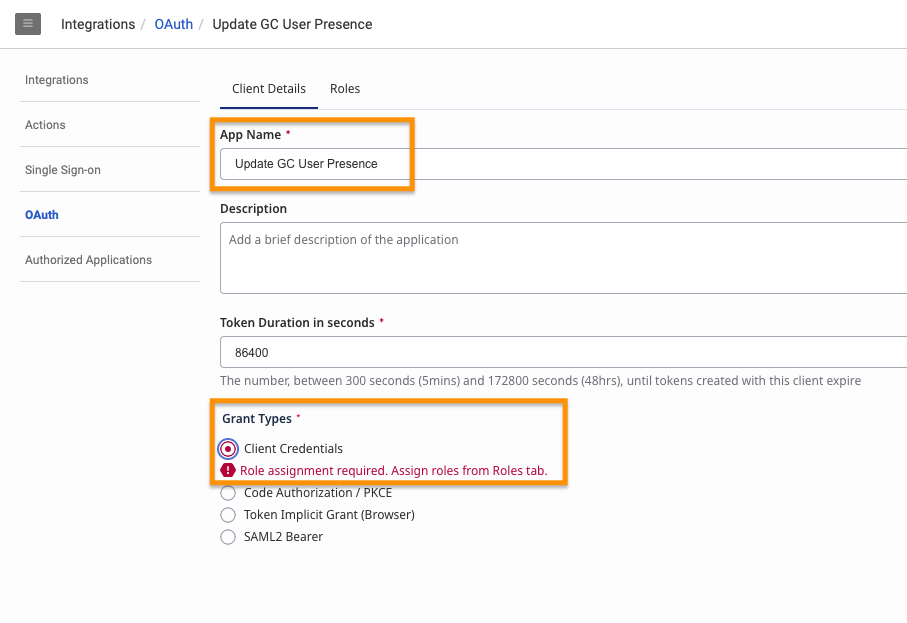 Integrations / OAuth / Update GC User Presence
Integrations
Actions
Single Sign-on
OAuth
Authorized Applications
Client Details Roles
App Name *
Update GC User Presence
Description
Add a brief description of the application
Token Duration in seconds *
86400
The number, between 300 seconds (5mins) and 172800 seconds (48hrs), until tokens created with this client expire
Grant Types *
Client Credentials
Role assignment required. Assign roles from Roles tab.
Code Authorization / PKCE
Token Implicit Grant (Browser)
SAML2 Bearer